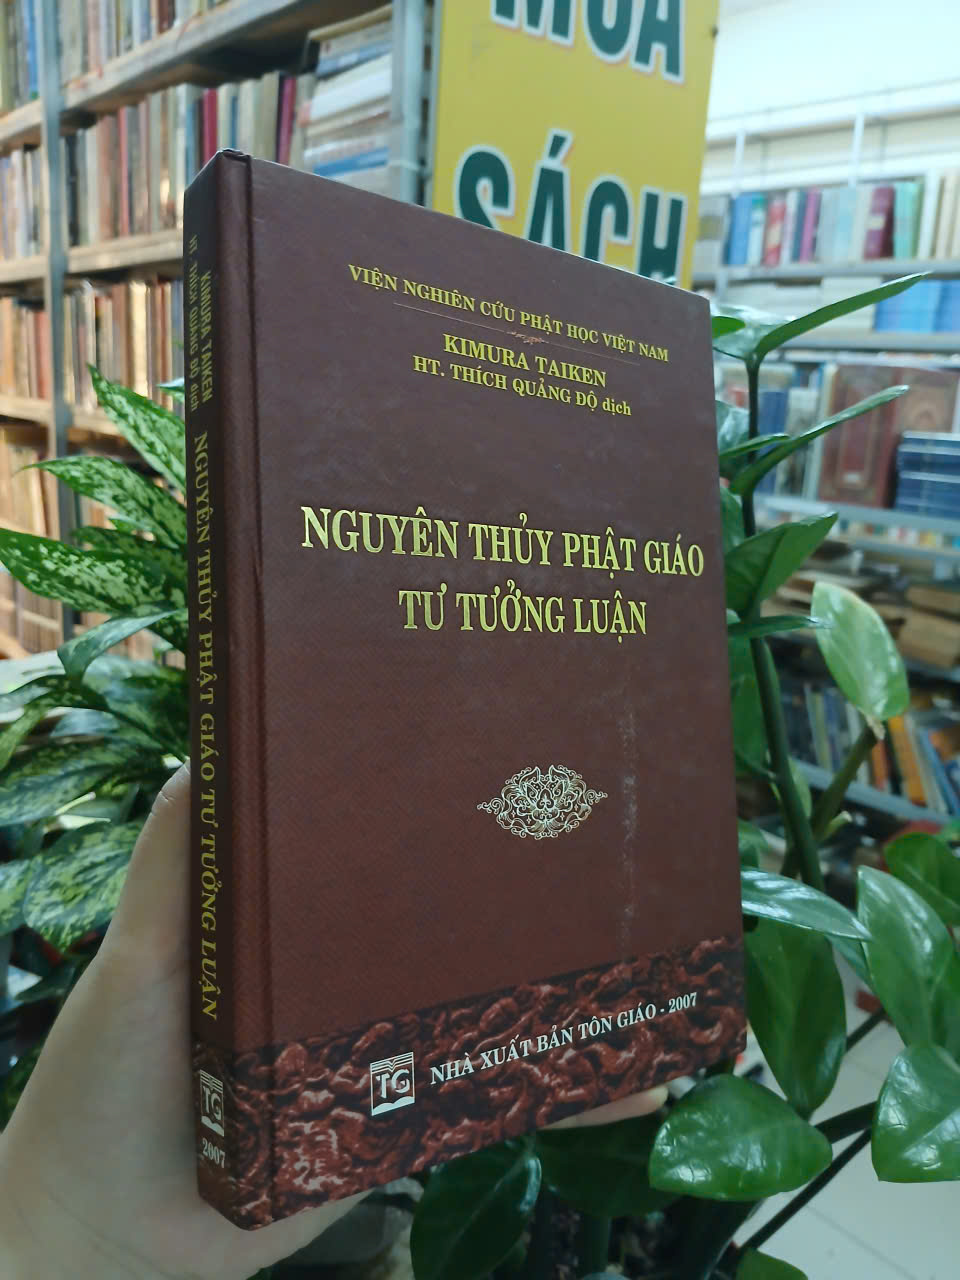 MUA
SÁCH
VIỆN NGHIÊN CỨU PHẬT HỌC VIỆT NAM
KIMURA TAIKEN
HT. THÍCH QUẢNG ĐỘ dịch
NGUYÊN THỦY PHẬT GIÁO
TƯ TƯỞNG LUẬN
TG
NHÀ XUẤT BẢN TÔN GIÁO - 2007
KIMURA TAIKEN
HT. THÍCH QUẢNG ĐỘ dịch
NGUYÊN THỦY PHẬT GIÁO TƯ TƯỞNG LUẬN
TG
2007